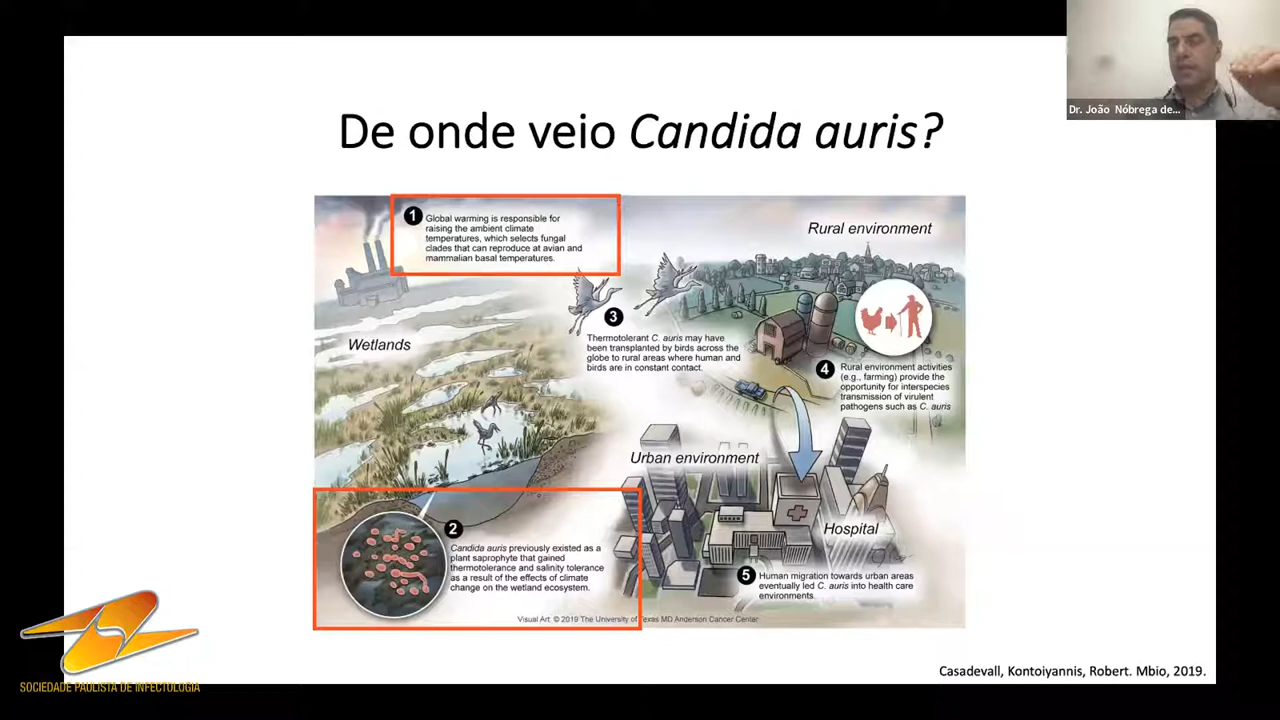 Dr. João Nóbrega de...
De onde veio Candida auris?
1
Global warming is responsible for
raising the ambient climate
temperatures, which selects fungal
clades that can reproduce at avian and
mammalian basal temperatures.
Rural environment
3
Thermotolerant C. auris may have
been transplanted by birds across the
globe to rural areas where human and
birds are in constant contact.
Wetlands
4
Rural environment activities
(e.g., farming) provide the
opportunity for interspecies
transmission of virulent
pathogens such as C. auris
Urban environment
2
Candida auris previously existed as a
plant saprophyte that gained
thermotolerance and salinity tolerance
as a result of the effects of climate
change on the wetland ecosystem.
Hospital
5
Human migration towards urban areas
eventually led C. auris into health care
environments.
Visual Art: © 2019 The University of Texas MD Anderson Cancer Center
SOCIEDADE PAULISTA DE INFECTOLOGIA
Casadevall, Kontoiyannis, Robert. Mbio, 2019.